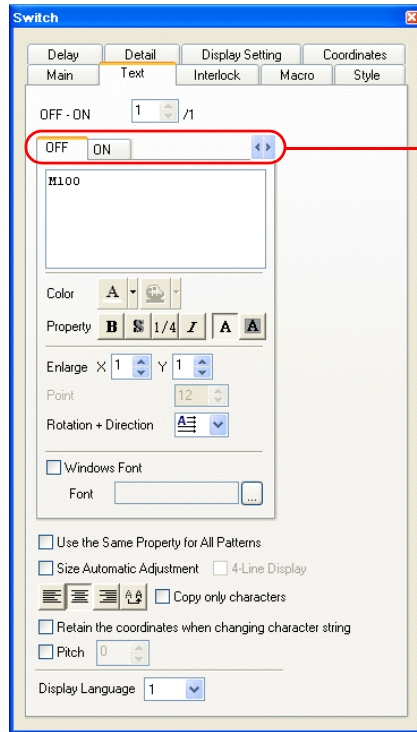 Switch
Delay Detail Display Setting Coordinates
Main Text Interlock Macro Style
OFF - ON 1 /1
OFF ON
M100
Color A
Property B S 1/4 I A A
Enlarge X 1 Y 1
Point 12
Rotation + Direction A
Windows Font
Font ...
Use the Same Property for All Patterns
Size Automatic Adjustment 4-Line Display
Copy only characters
Retain the coordinates when changing character string
Pitch 0
Display Language 1